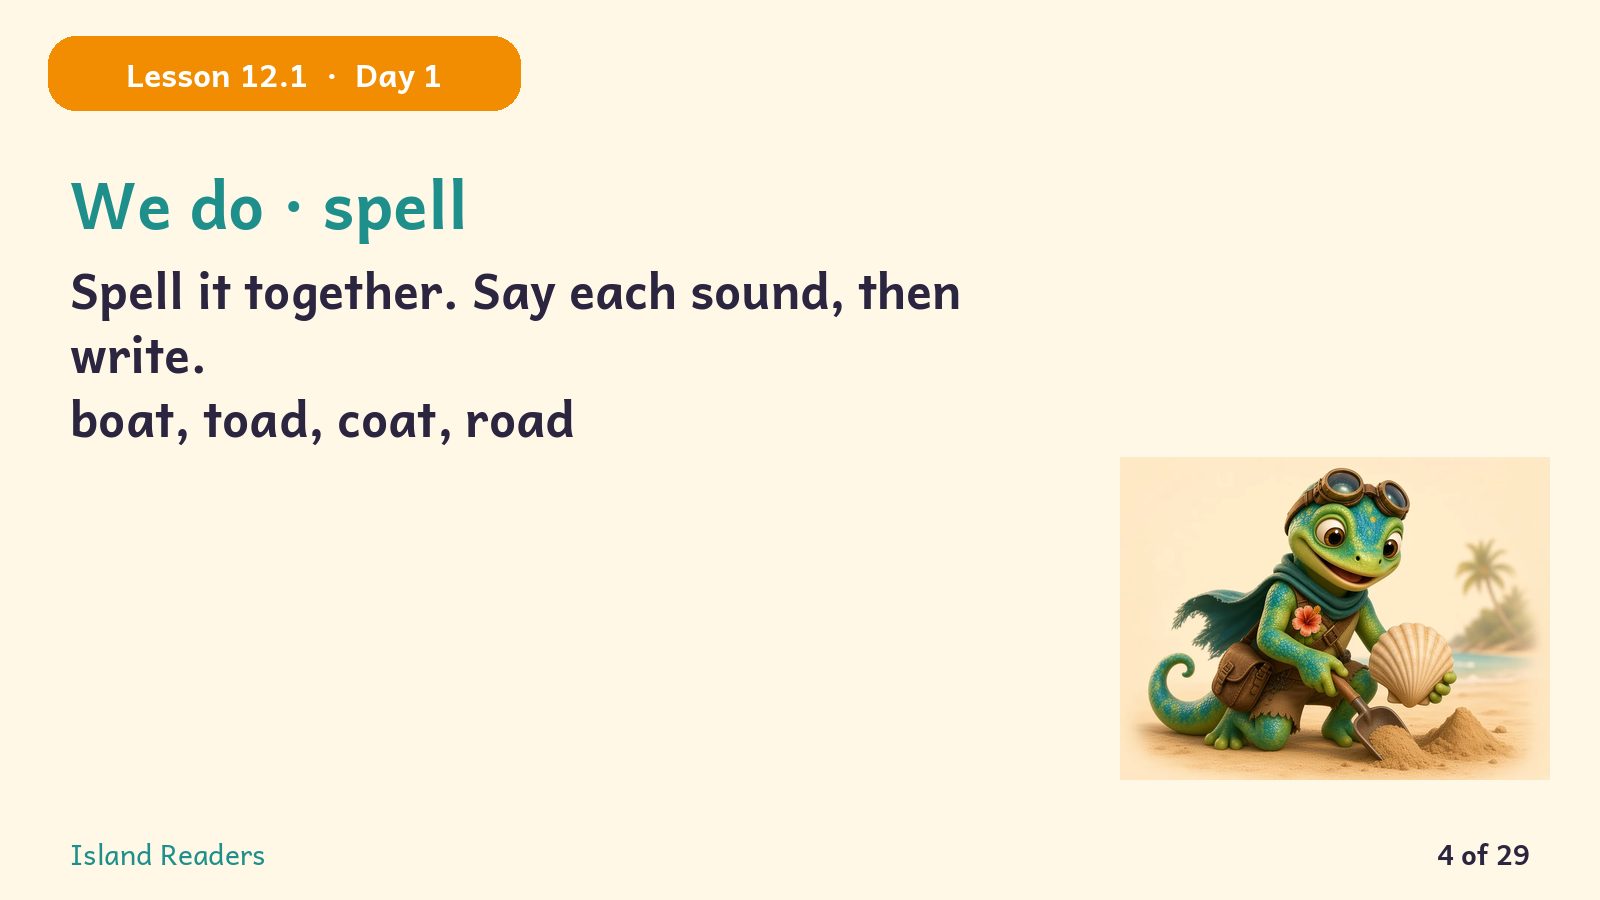 Lesson 12.1 · Day 1
We do · spell
Spell it together. Say each sound, then
write.
boat, toad, coat, road
Island Readers
4 of 29